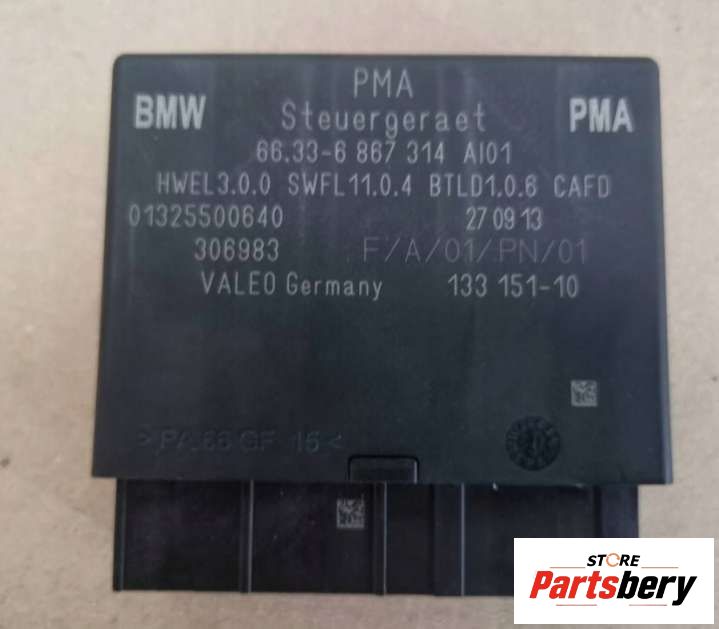 PMA
BMW Steuergeraet PMA
66.33-6 867 314 AI01
HWEL3.0.0 SWFL11.0.4 BTLD1.0.6 CAFD
01325500640 27 09 13
306983 F/A/01/PN/01
VALEO Germany 133 151-10
>PA66 GF 15<
STORE
Partsbery